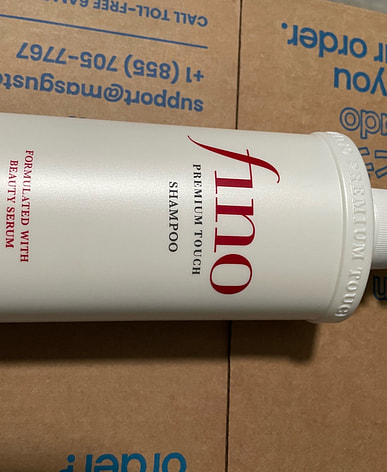 fino
PREMIUM TOUCH
SHAMPOO
FORMULATED WITH
BEAUTY SERUM
PREMIUM TOUCH
CALL TOLL-FREE
+1 (855) 705-7767
support@masgusto
you
order.
order